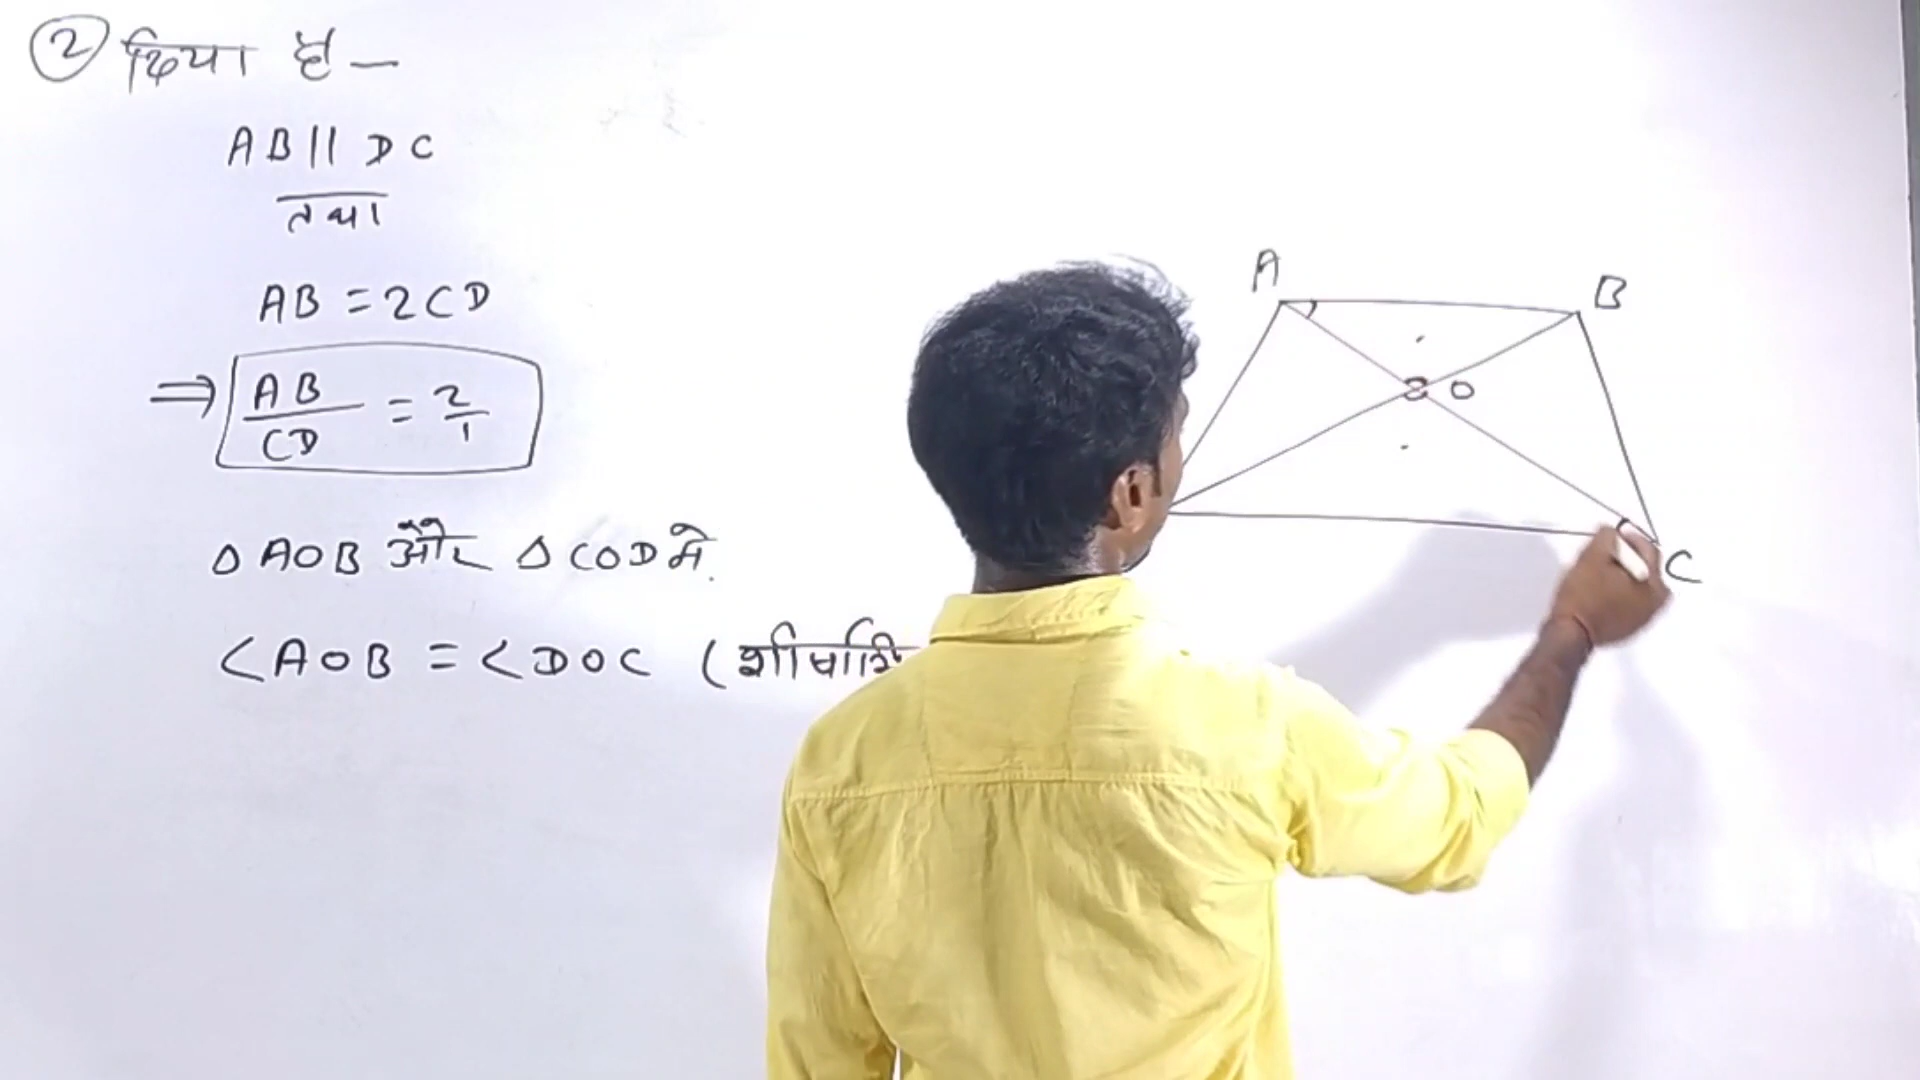 ② दिया है —
AB || DC
तथा
AB = 2CD
⇒ AB/CD = 2/1
△ AOB और △ COD में.
∠AOB = ∠DOC (
A
B
O
C